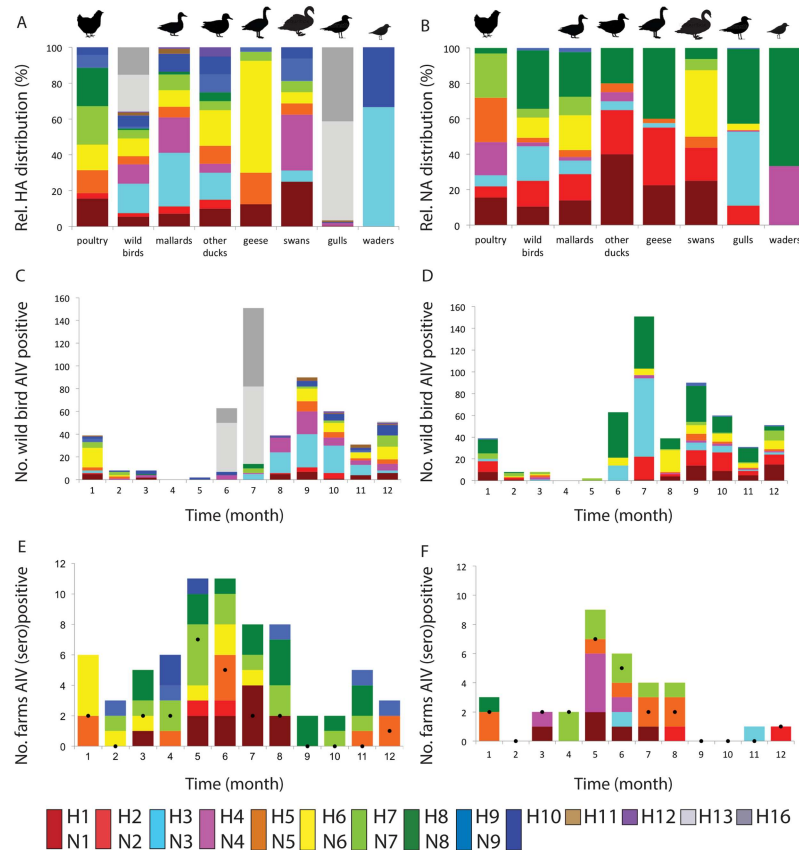 A
Rel. HA distribution (%)
100
80
60
40
20
0
poultry
wild birds
mallards
other ducks
geese
swans
gulls
waders
B
Rel. NA distribution (%)
100
80
60
40
20
0
poultry
wild birds
mallards
other ducks
geese
swans
gulls
waders
C
No. wild bird AIV positive
160
140
120
100
80
60
40
20
0
1 2 3 4 5 6 7 8 9 10 11 12
Time (month)
D
No. wild bird AIV positive
160
140
120
100
80
60
40
20
0
1 2 3 4 5 6 7 8 9 10 11 12
Time (month)
E
No. farms AIV (sero)positive
12
10
8
6
4
2
0
1 2 3 4 5 6 7 8 9 10 11 12
Time (month)
F
No. farms AIV (sero)positive
12
10
8
6
4
2
0
1 2 3 4 5 6 7 8 9 10 11 12
Time (month)
H1 H2 H3 H4 H5 H6 H7 H8 H9 H10 H11 H12 H13 H16
N1 N2 N3 N4 N5 N6 N7 N8 N9